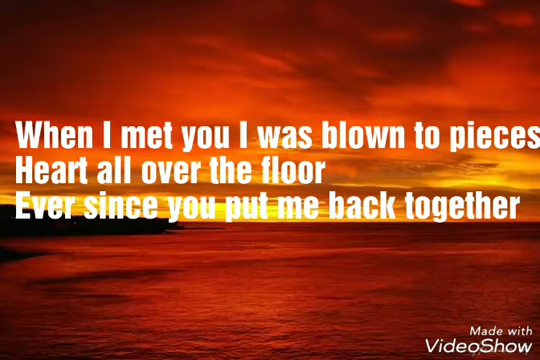 When I met you I was blown to pieces
Heart all over the floor
Ever since you put me back together
Made with
VideoShow